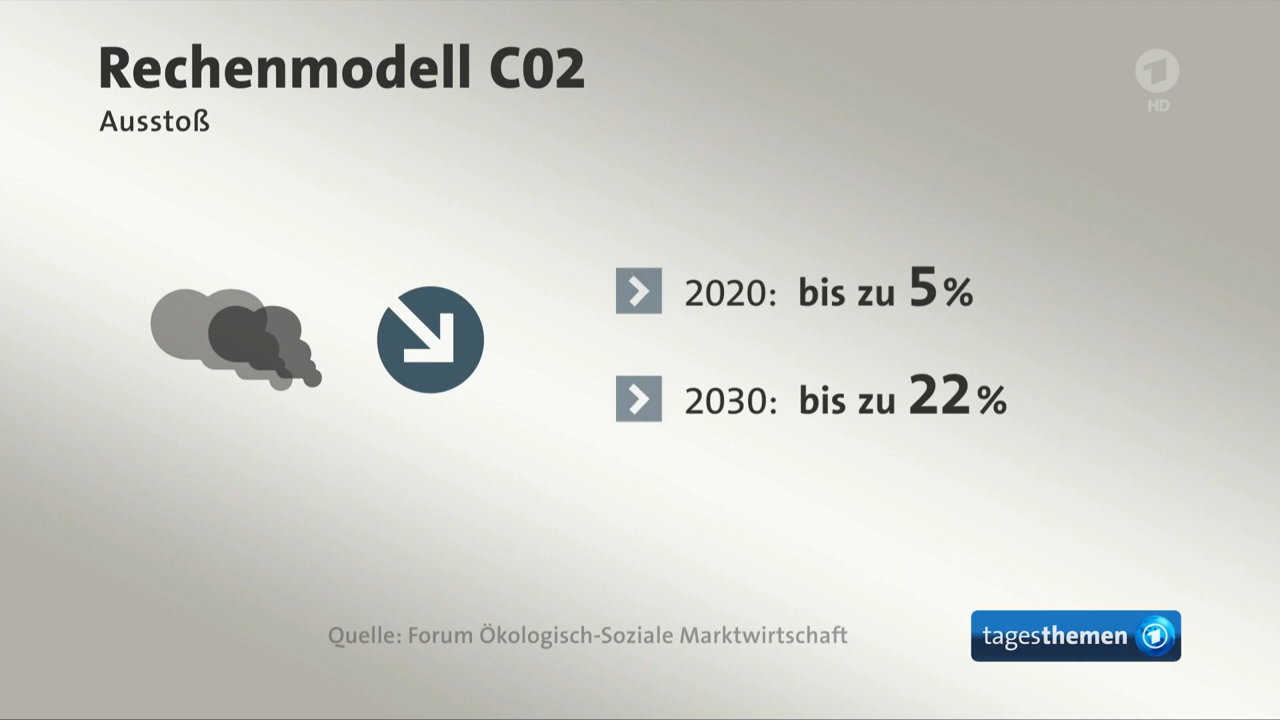 Rechenmodell C02
Ausstoß
HD
2020: bis zu 5%
2030: bis zu 22%
Quelle: Forum Ökologisch-Soziale Marktwirtschaft
tagesthemen